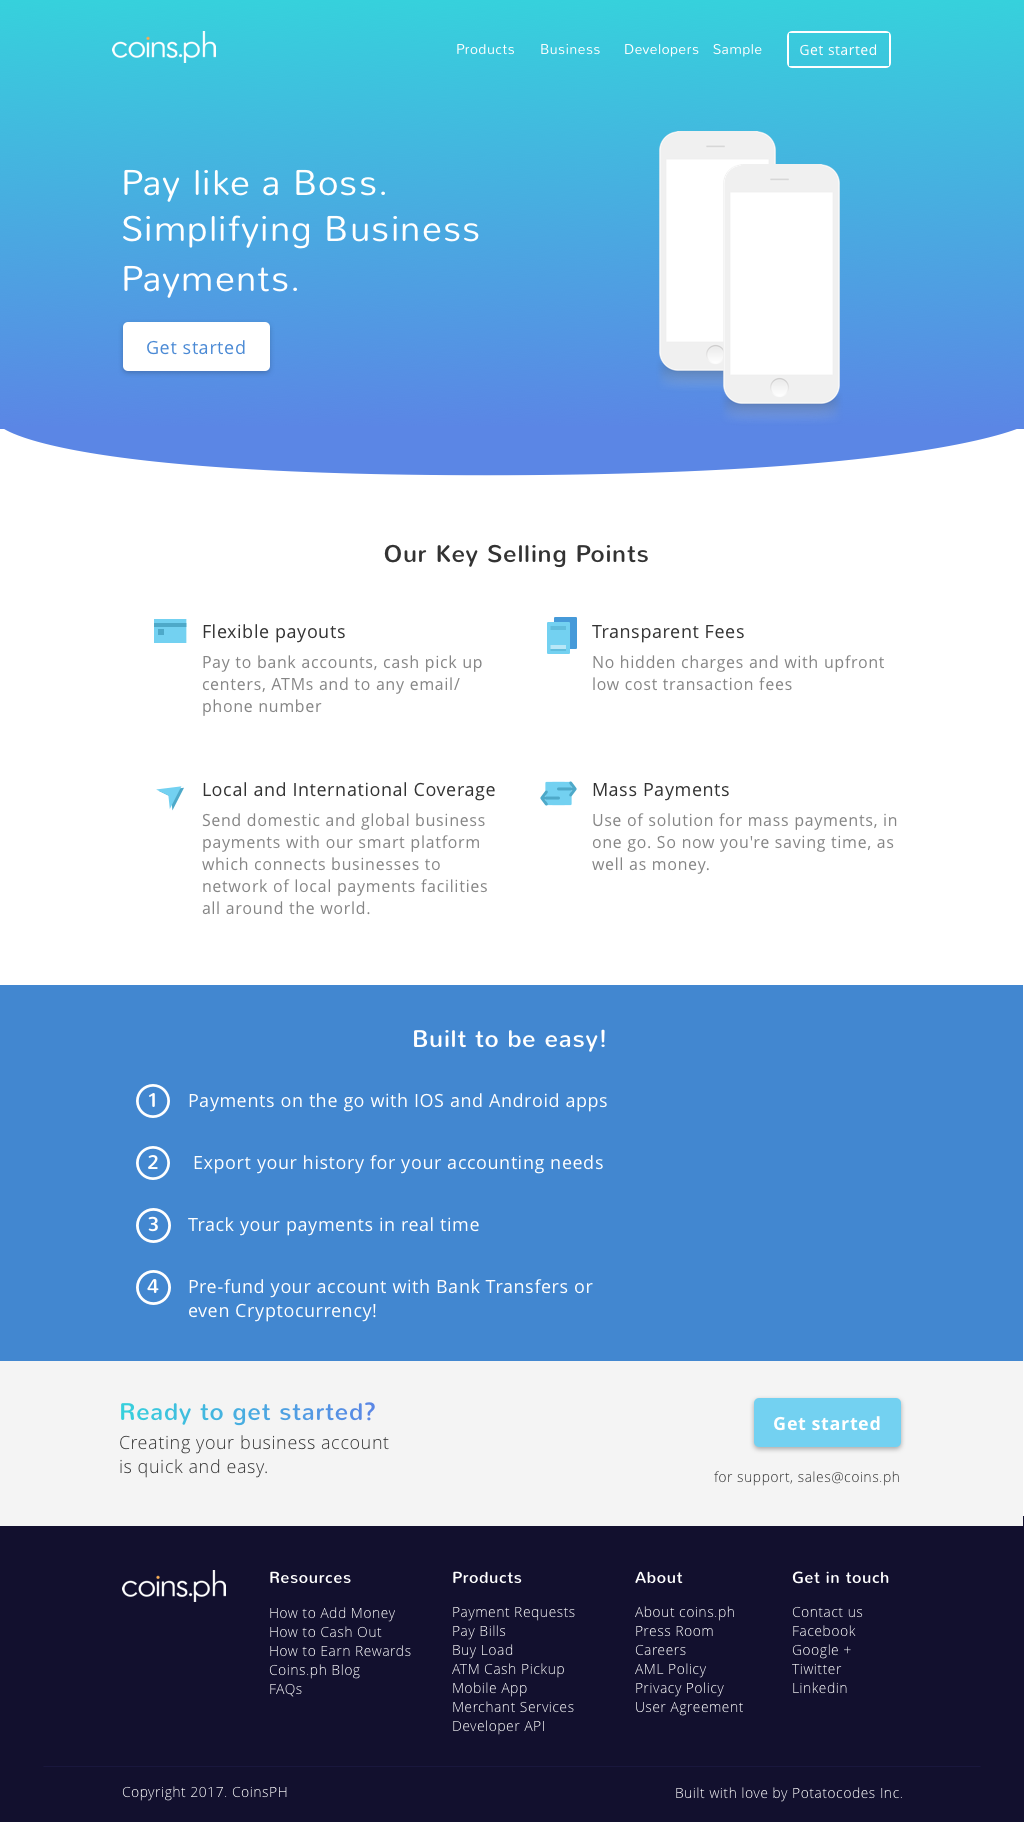 coins.ph
Products Business Developers Sample Get started
Pay like a Boss.
Simplifying Business
Payments.
Get started
Our Key Selling Points
Flexible payouts
Pay to bank accounts, cash pick up
centers, ATMs and to any email/
phone number
Transparent Fees
No hidden charges and with upfront
low cost transaction fees
Local and International Coverage
Send domestic and global business
payments with our smart platform
which connects businesses to
network of local payments facilities
all around the world.
Mass Payments
Use of solution for mass payments, in
one go. So now you're saving time, as
well as money.
Built to be easy!
1 Payments on the go with IOS and Android apps
2 Export your history for your accounting needs
3 Track your payments in real time
4 Pre-fund your account with Bank Transfers or
even Cryptocurrency!
Ready to get started?
Creating your business account
is quick and easy.
Get started
for support, sales@coins.ph
coins.ph
Resources
How to Add Money
How to Cash Out
How to Earn Rewards
Coins.ph Blog
FAQs
Products
Payment Requests
Pay Bills
Buy Load
ATM Cash Pickup
Mobile App
Merchant Services
Developer API
About
About coins.ph
Press Room
Careers
AML Policy
Privacy Policy
User Agreement
Get in touch
Contact us
Facebook
Google +
Tiwitter
Linkedin
Copyright 2017. CoinsPH
Built with love by Potatocodes Inc.